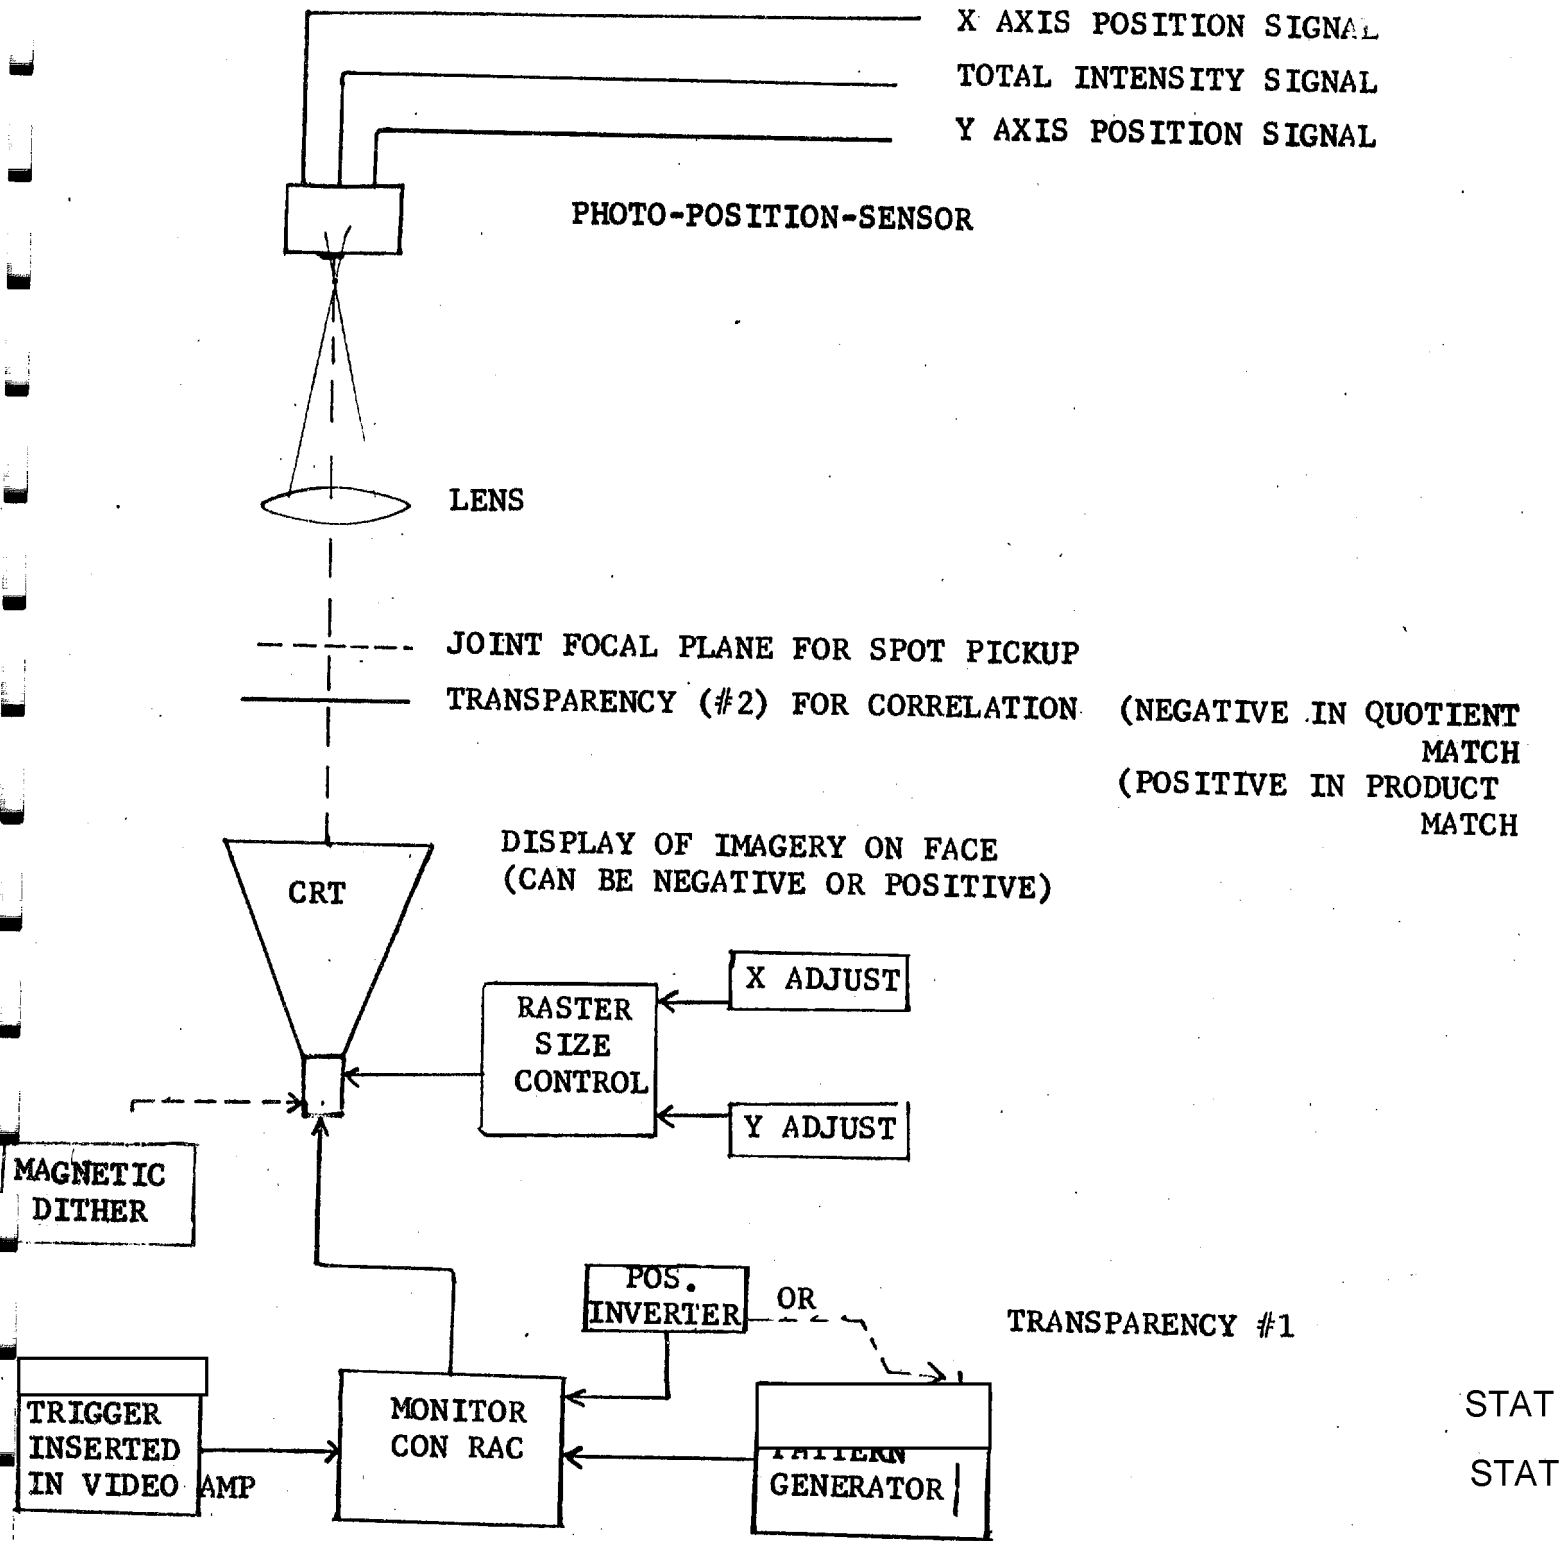 X AXIS POSITION SIGNAL
TOTAL INTENSITY SIGNAL
Y AXIS POSITION SIGNAL
PHOTO-POSITION-SENSOR
LENS
JOINT FOCAL PLANE FOR SPOT PICKUP
TRANSPARENCY (#2) FOR CORRELATION (NEGATIVE IN QUOTIENT
MATCH
(POSITIVE IN PRODUCT
MATCH
DISPLAY OF IMAGERY ON FACE
(CAN BE NEGATIVE OR POSITIVE)
CRT
X ADJUST
RASTER
SIZE
CONTROL
Y ADJUST
MAGNETIC
DITHER
POS.
INVERTER
OR
TRANSPARENCY #1
TRIGGER
INSERTED
IN VIDEO AMP
MONITOR
CON RAC
PATTERN
GENERATOR
STAT
STAT